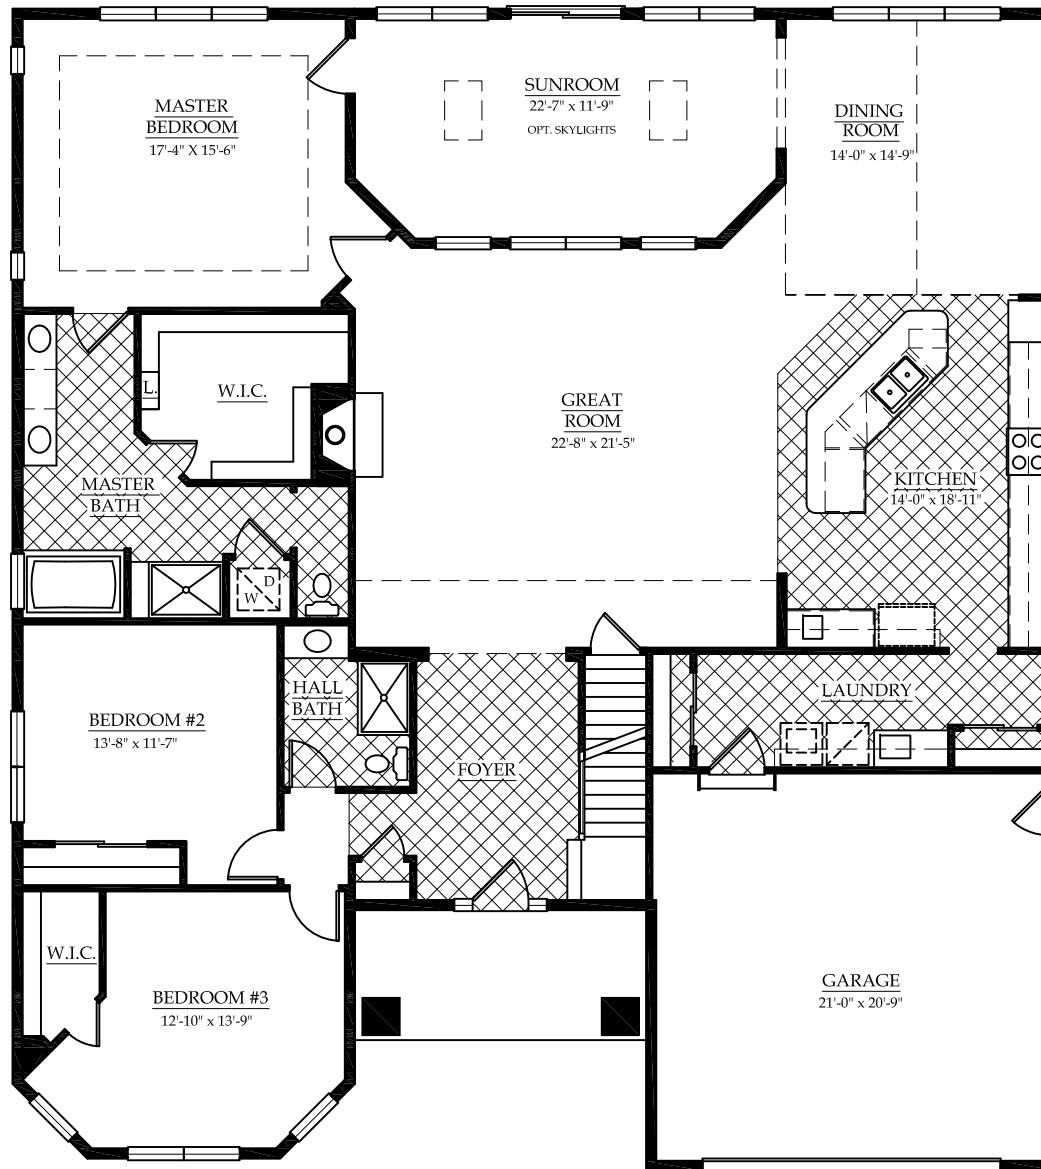 MASTER
BEDROOM
17'-4" X 15'-6"
SUNROOM
22'-7" x 11'-9"
OPT. SKYLIGHTS
DINING
ROOM
14'-0" x 14'-9"
L.
W.I.C.
GREAT
ROOM
22'-8" x 21'-5"
MASTER
BATH
KITCHEN
14'-0" x 18'-11"
D
W
HALL
BATH
BEDROOM #2
13'-8" x 11'-7"
FOYER
LAUNDRY
W.I.C.
BEDROOM #3
12'-10" x 13'-9"
GARAGE
21'-0" x 20'-9"